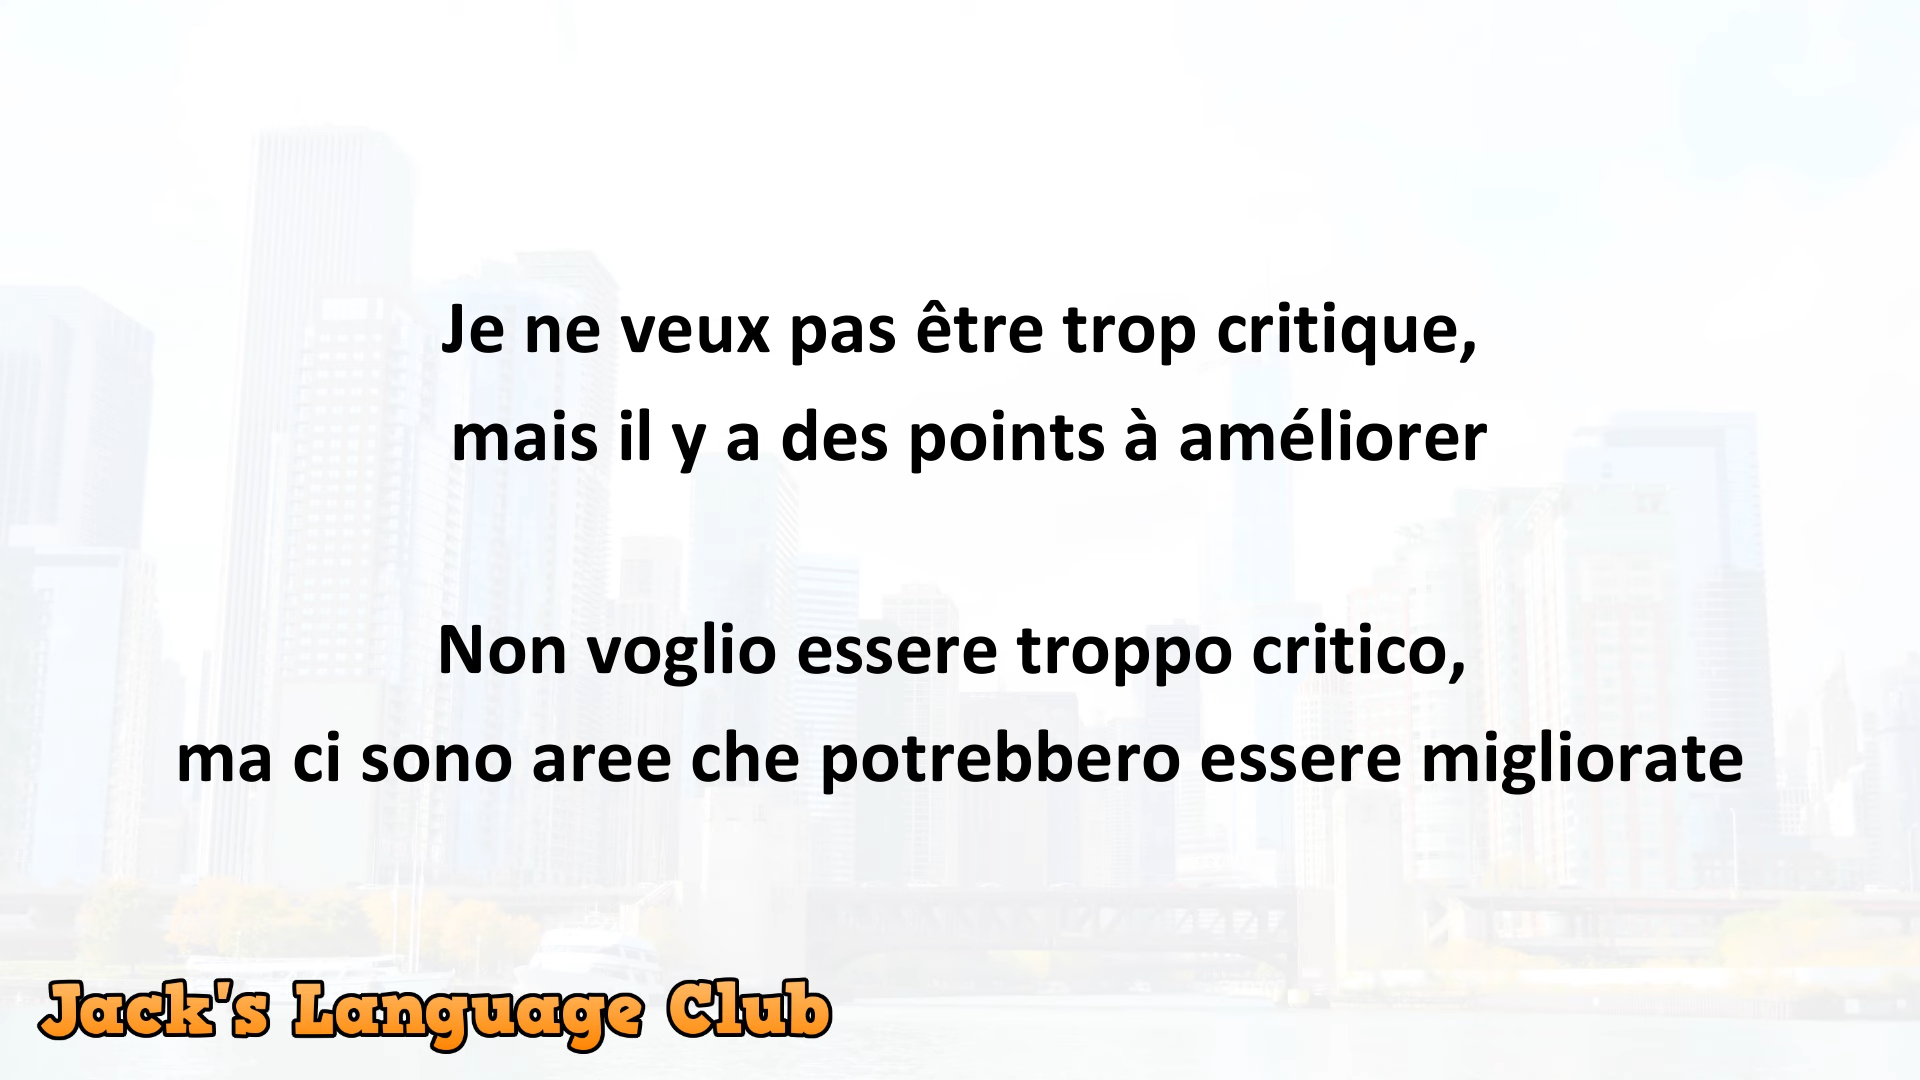 Je ne veux pas être trop critique,
mais il y a des points à améliorer
Non voglio essere troppo critico,
ma ci sono aree che potrebbero essere migliorate
Jack's Language Club